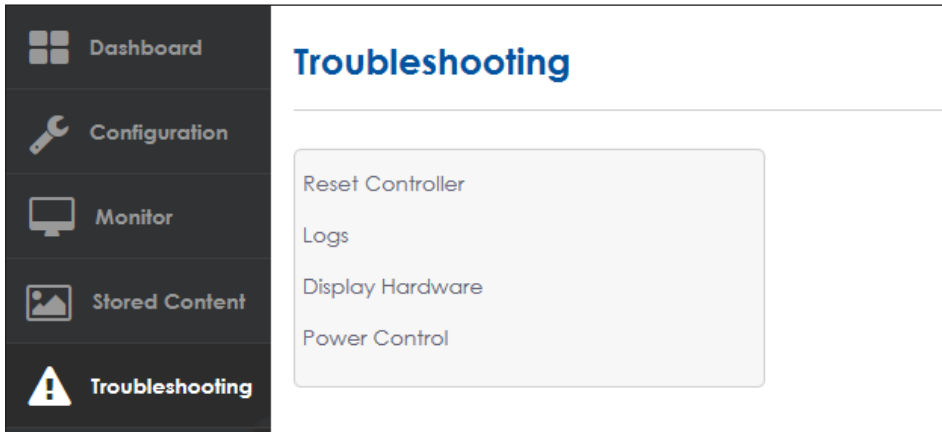 Dashboard
Configuration
Monitor
Stored Content
Troubleshooting
Troubleshooting
Reset Controller
Logs
Display Hardware
Power Control